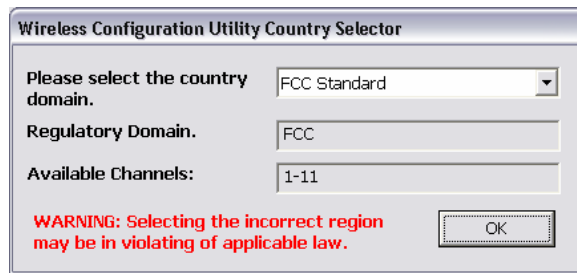 Wireless Configuration Utility Country Selector
Please select the country
domain.
FCC Standard
Regulatory Domain.
FCC
Available Channels:
1-11
WARNING: Selecting the incorrect region
may be in violating of applicable law.
OK